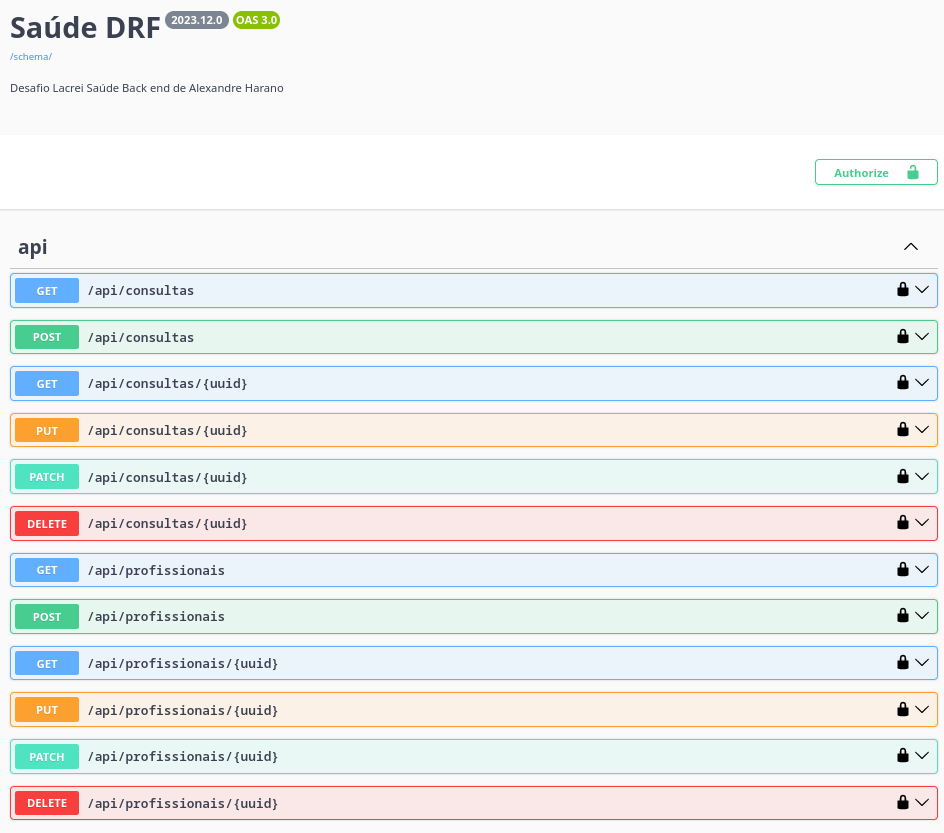 Saúde DRF 2023.12.0 OAS 3.0
/schema/
Desafio Lacrei Saúde Back end de Alexandre Harano
Authorize
api
GET /api/consultas
POST /api/consultas
GET /api/consultas/{uuid}
PUT /api/consultas/{uuid}
PATCH /api/consultas/{uuid}
DELETE /api/consultas/{uuid}
GET /api/profissionais
POST /api/profissionais
GET /api/profissionais/{uuid}
PUT /api/profissionais/{uuid}
PATCH /api/profissionais/{uuid}
DELETE /api/profissionais/{uuid}